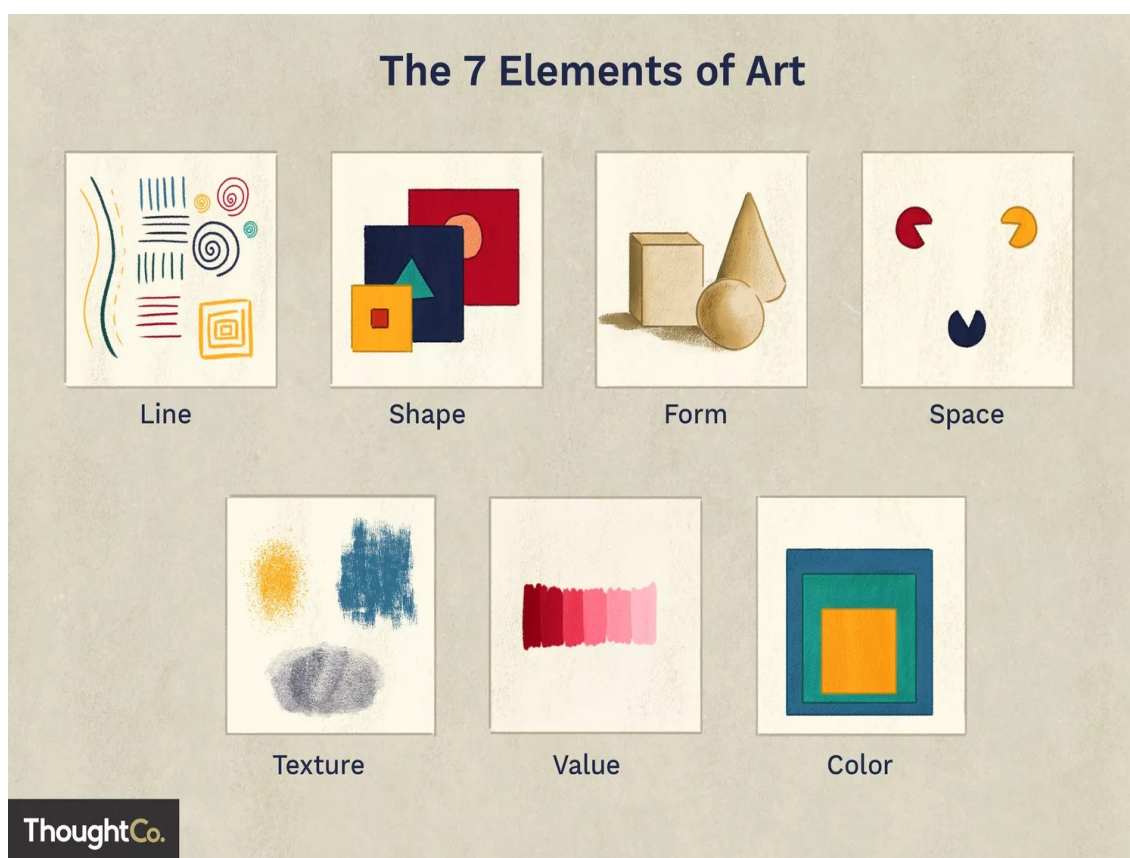 The 7 Elements of Art
Line
Shape
Form
Space
Texture
Value
Color
ThoughtCo.